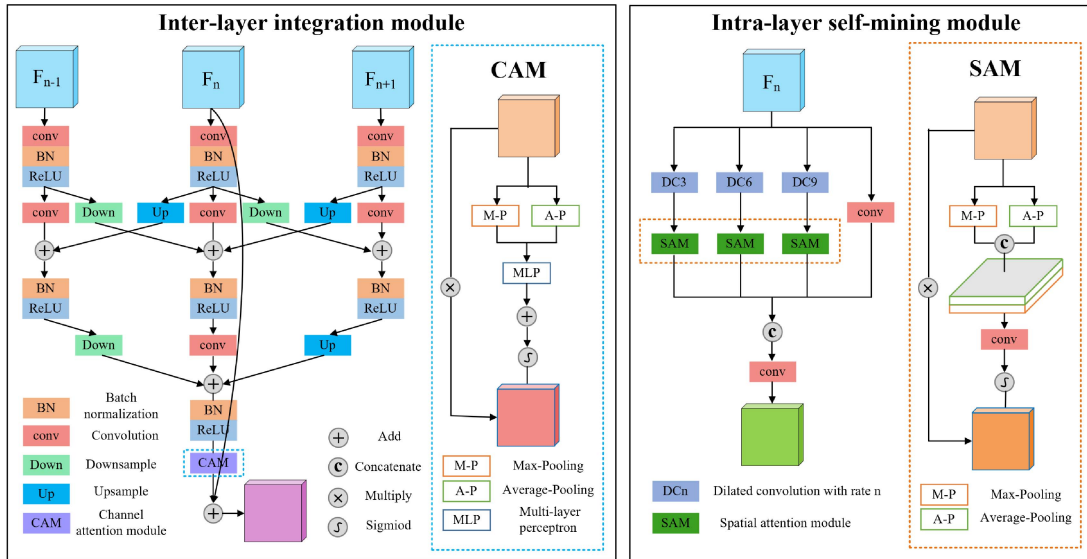 Inter-layer integration module
F_{n-1}
F_n
F_{n+1}
conv
conv
conv
BN
BN
BN
ReLU
ReLU
ReLU
conv
Down
Up
conv
Down
Up
conv
+
+
+
BN
BN
BN
ReLU
ReLU
ReLU
Down
conv
Up
+
BN
ReLU
CAM
+
BN
Batch
normalization
conv
Convolution
Down
Downsample
Up
Upsample
CAM
Channel
attention module
+
Add
C
Concatenate
×
Multiply
∫
Sigmiod
CAM
M-P
A-P
×
MLP
+
∫
M-P
Max-Pooling
A-P
Average-Pooling
MLP
Multi-layer
perceptron
Intra-layer self-mining module
F_n
DC3
DC6
DC9
conv
SAM
SAM
SAM
C
conv
DCn
Dilated convolution with rate n
SAM
Spatial attention module
SAM
M-P
A-P
C
×
conv
∫
M-P
Max-Pooling
A-P
Average-Pooling